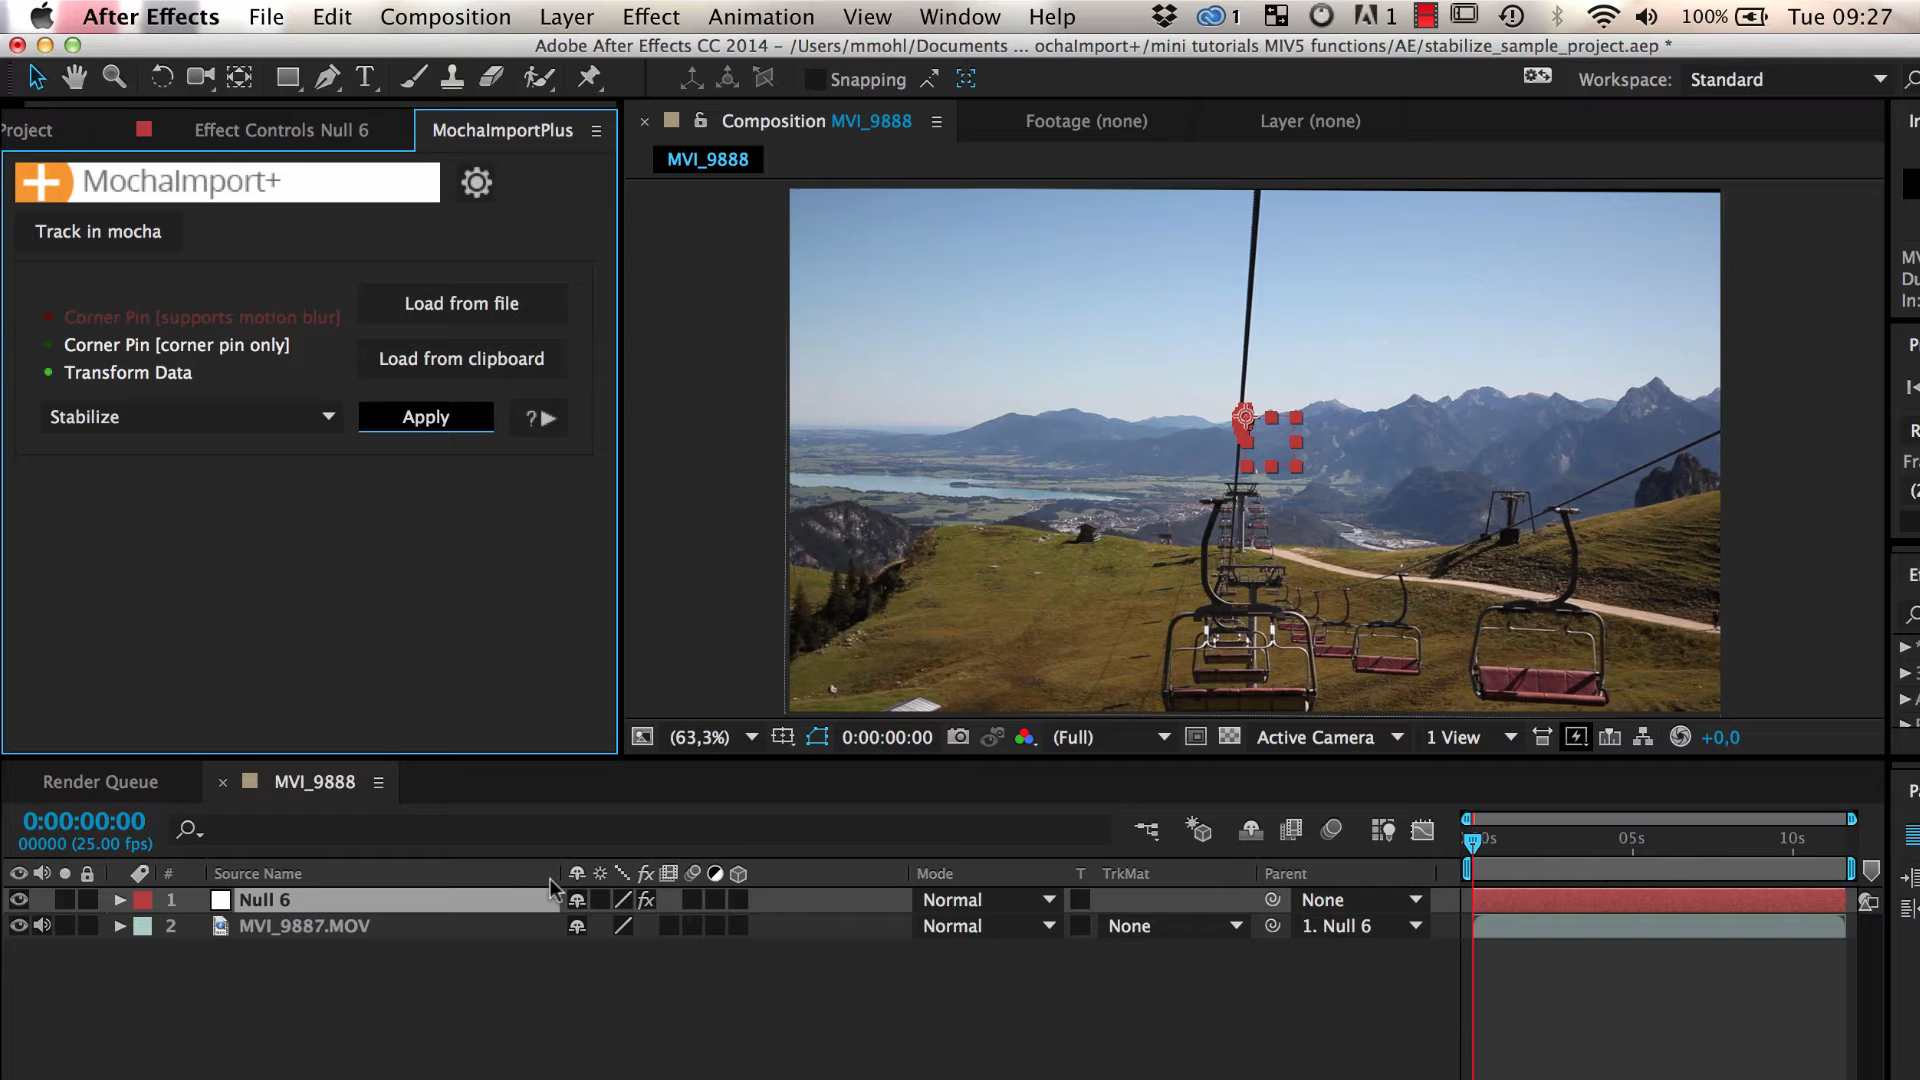 After Effects File Edit Composition Layer Effect Animation View Window Help 1 1 100% Tue 09:27
Adobe After Effects CC 2014 - /Users/mmohl/Documents ... ochaImport+/mini tutorials MIV5 functions/AE/stabilize_sample_project.aep *
T Snapping Workspace: Standard
Project Effect Controls Null 6 MochaImportPlus
Composition MVI_9888 Footage (none) Layer (none)
MVI_9888
MochaImport+
Track in mocha
Load from file
Corner Pin [supports motion blur]
Corner Pin [corner pin only]
Load from clipboard
Transform Data
Stabilize Apply ?
(63,3%) 0:00:00:00 (Full) Active Camera 1 View +0,0
Render Queue × MVI_9888
0:00:00:00
00000 (25.00 fps)
0s 05s 10s
# Source Name fx Mode T TrkMat Parent
1 Null 6 fx Normal None
2 MVI_9887.MOV Normal None 1. Null 6